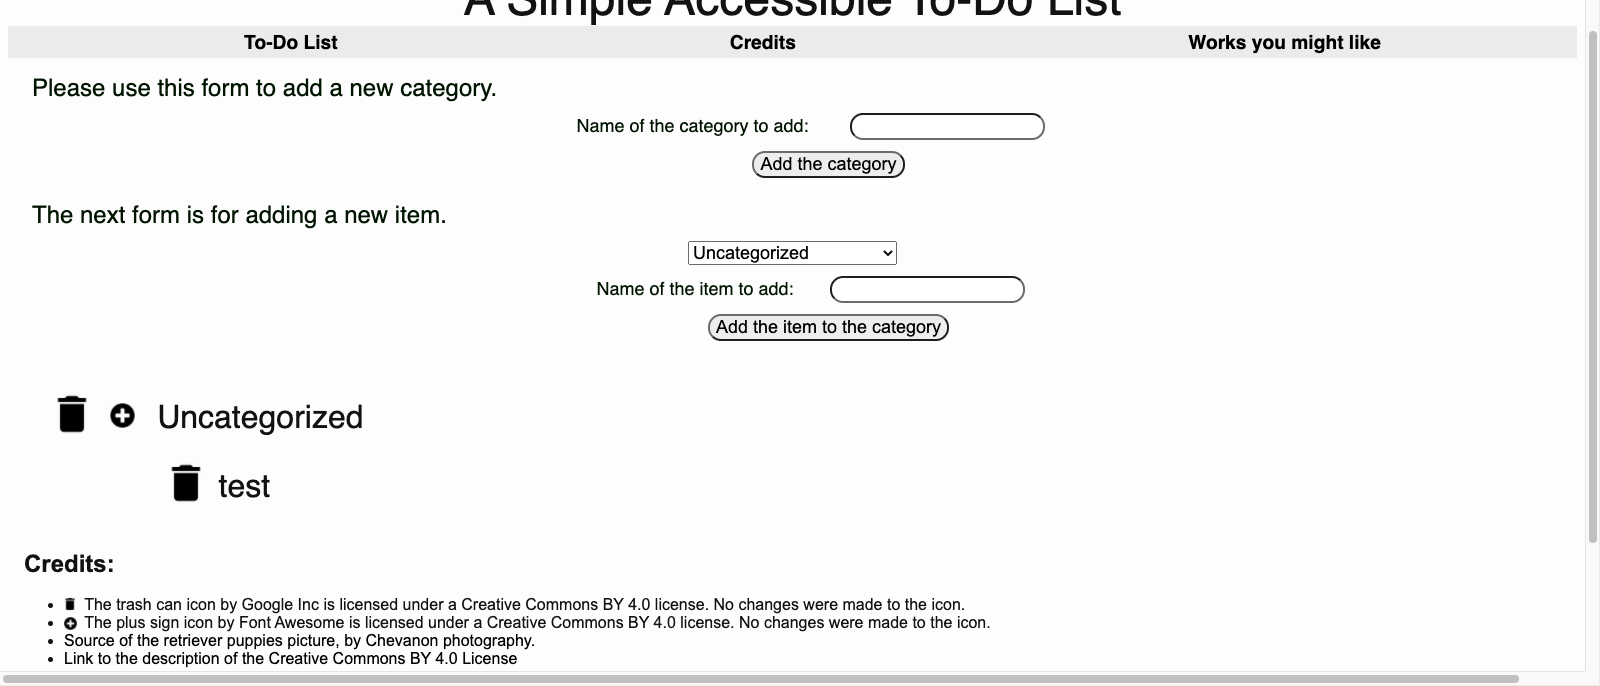 A Simple Accessible To-Do List
To-Do List Credits Works you might like
Please use this form to add a new category.
Name of the category to add:
Add the category
The next form is for adding a new item.
Uncategorized
Name of the item to add:
Add the item to the category
Uncategorized
test
Credits:
The trash can icon by Google Inc is licensed under a Creative Commons BY 4.0 license. No changes were made to the icon.
The plus sign icon by Font Awesome is licensed under a Creative Commons BY 4.0 license. No changes were made to the icon.
Source of the retriever puppies picture, by Chevanon photography.
Link to the description of the Creative Commons BY 4.0 License